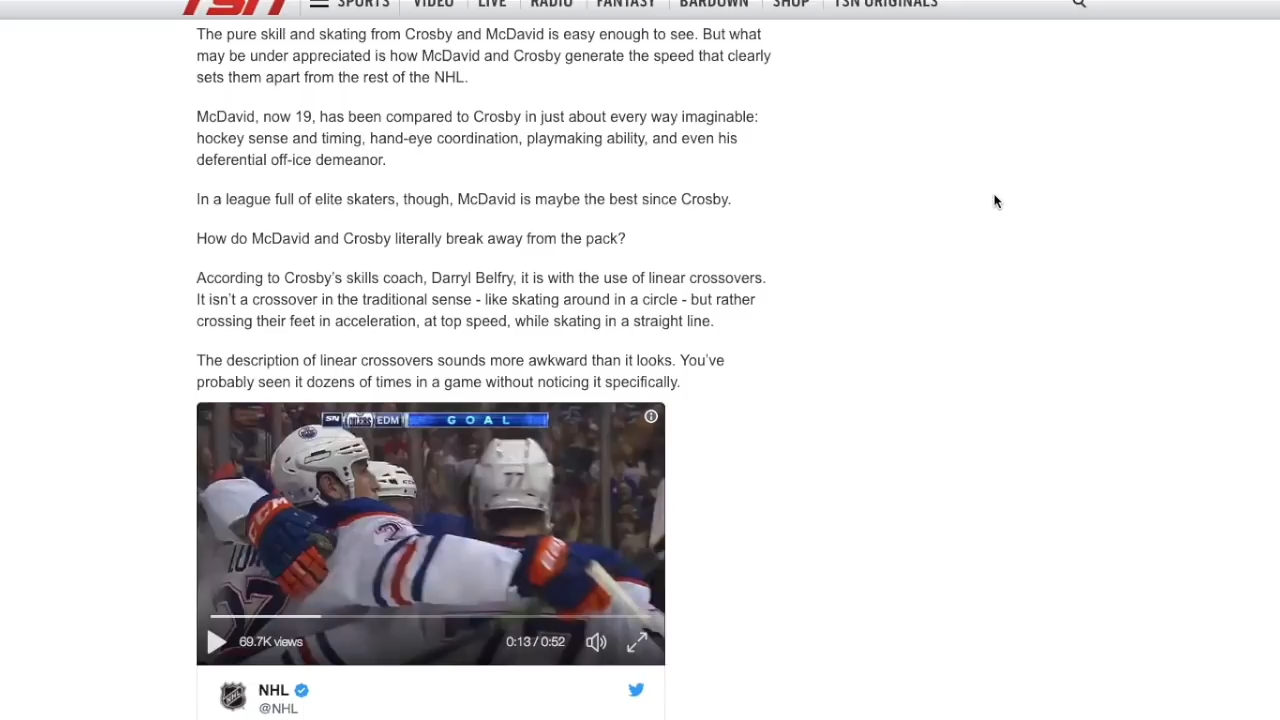 TSN
SPORTS VIDEO LIVE RADIO FANTASY BARDOWN SHOP TSN ORIGINALS
The pure skill and skating from Crosby and McDavid is easy enough to see. But what
may be under appreciated is how McDavid and Crosby generate the speed that clearly
sets them apart from the rest of the NHL.
McDavid, now 19, has been compared to Crosby in just about every way imaginable:
hockey sense and timing, hand-eye coordination, playmaking ability, and even his
deferential off-ice demeanor.
In a league full of elite skaters, though, McDavid is maybe the best since Crosby.
How do McDavid and Crosby literally break away from the pack?
According to Crosby’s skills coach, Darryl Belfry, it is with the use of linear crossovers.
It isn’t a crossover in the traditional sense - like skating around in a circle - but rather
crossing their feet in acceleration, at top speed, while skating in a straight line.
The description of linear crossovers sounds more awkward than it looks. You’ve
probably seen it dozens of times in a game without noticing it specifically.
SN OILERS EDM GOAL
77
CCM
2
69.7K views 0:13 / 0:52
NHL
NHL
@NHL